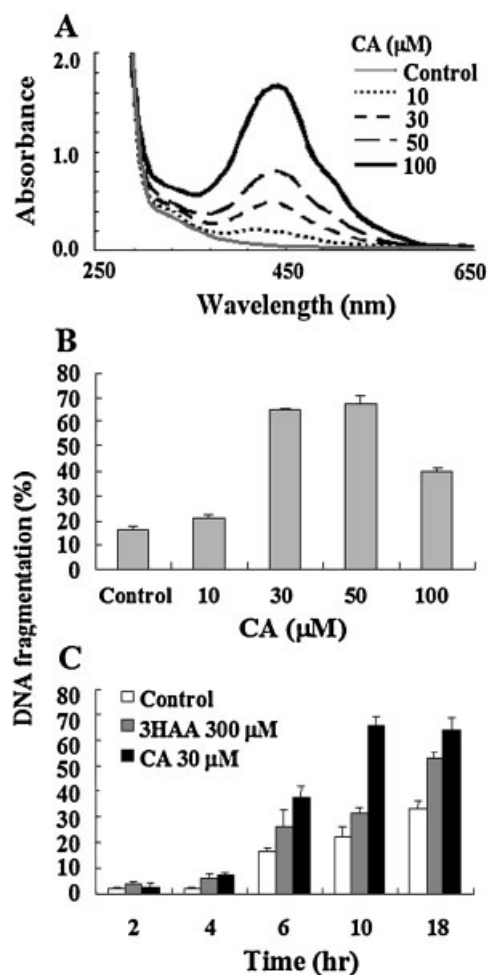 A
CA (μM)
Control
10
30
50
100
2.0
1.0
0.0
Absorbance
250 450 650
Wavelength (nm)
B
80
70
60
50
40
30
20
10
0
Control 10 30 50 100
CA (μM)
DNA fragmentation (%)
C
Control
3HAA 300 μM
CA 30 μM
80
70
60
50
40
30
20
10
0
2 4 6 10 18
Time (hr)